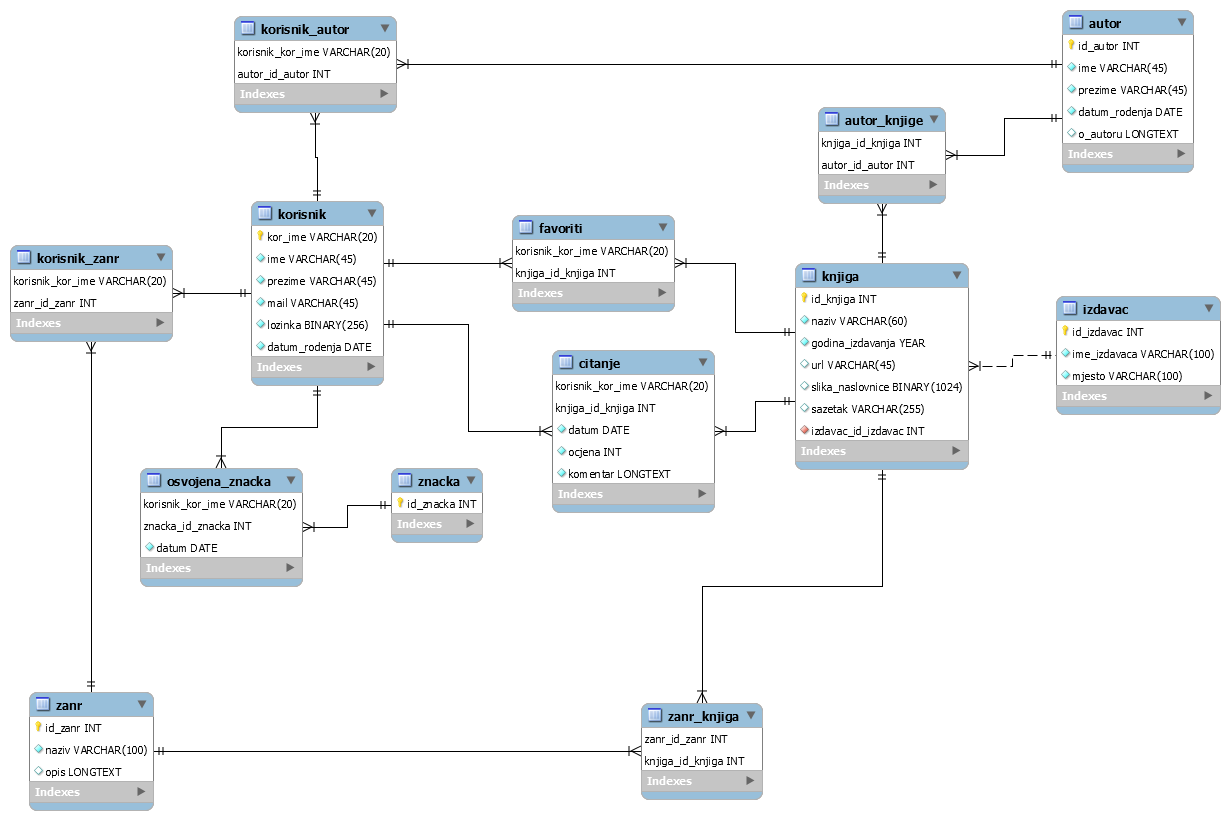 korisnik_autor
korisnik_kor_ime VARCHAR(20)
autor_id_autor INT
Indexes
autor
id_autor INT
ime VARCHAR(45)
prezime VARCHAR(45)
datum_rodenja DATE
o_autoru LONGTEXT
Indexes
autor_knjige
knjiga_id_knjiga INT
autor_id_autor INT
Indexes
korisnik
kor_ime VARCHAR(20)
ime VARCHAR(45)
prezime VARCHAR(45)
mail VARCHAR(45)
lozinka BINARY(256)
datum_rodenja DATE
Indexes
favoriti
korisnik_kor_ime VARCHAR(20)
knjiga_id_knjiga INT
Indexes
korisnik_zanr
korisnik_kor_ime VARCHAR(20)
zanr_id_zanr INT
Indexes
knjiga
id_knjiga INT
naziv VARCHAR(60)
godina_izdavanja YEAR
url VARCHAR(45)
slika_naslovnice BINARY(1024)
sazetak VARCHAR(255)
izdavac_id_izdavac INT
Indexes
izdavac
id_izdavac INT
ime_izdavaca VARCHAR(100)
mjesto VARCHAR(100)
Indexes
citanje
korisnik_kor_ime VARCHAR(20)
knjiga_id_knjiga INT
datum DATE
ocjena INT
komentar LONGTEXT
Indexes
osvojena_znacka
korisnik_kor_ime VARCHAR(20)
znacka_id_znacka INT
datum DATE
Indexes
znacka
id_znacka INT
Indexes
zanr
id_zanr INT
naziv VARCHAR(100)
opis LONGTEXT
Indexes
zanr_knjiga
zanr_id_zanr INT
knjiga_id_knjiga INT
Indexes